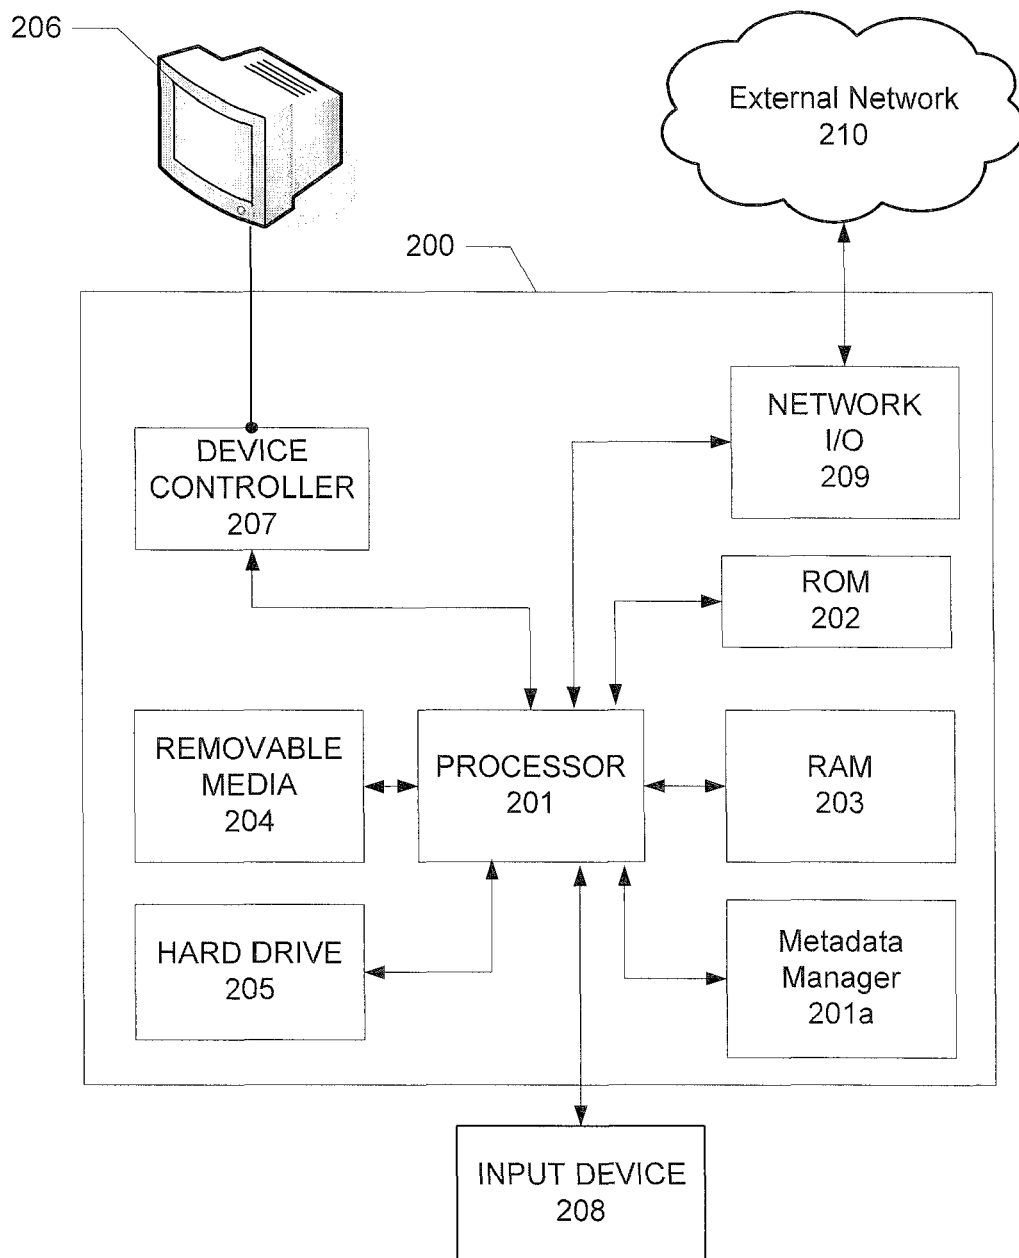 206
External Network
210
200
NETWORK
I/O
209
DEVICE
CONTROLLER
207
ROM
202
REMOVABLE
MEDIA
204
PROCESSOR
201
RAM
203
HARD DRIVE
205
Metadata
Manager
201a
INPUT DEVICE
208